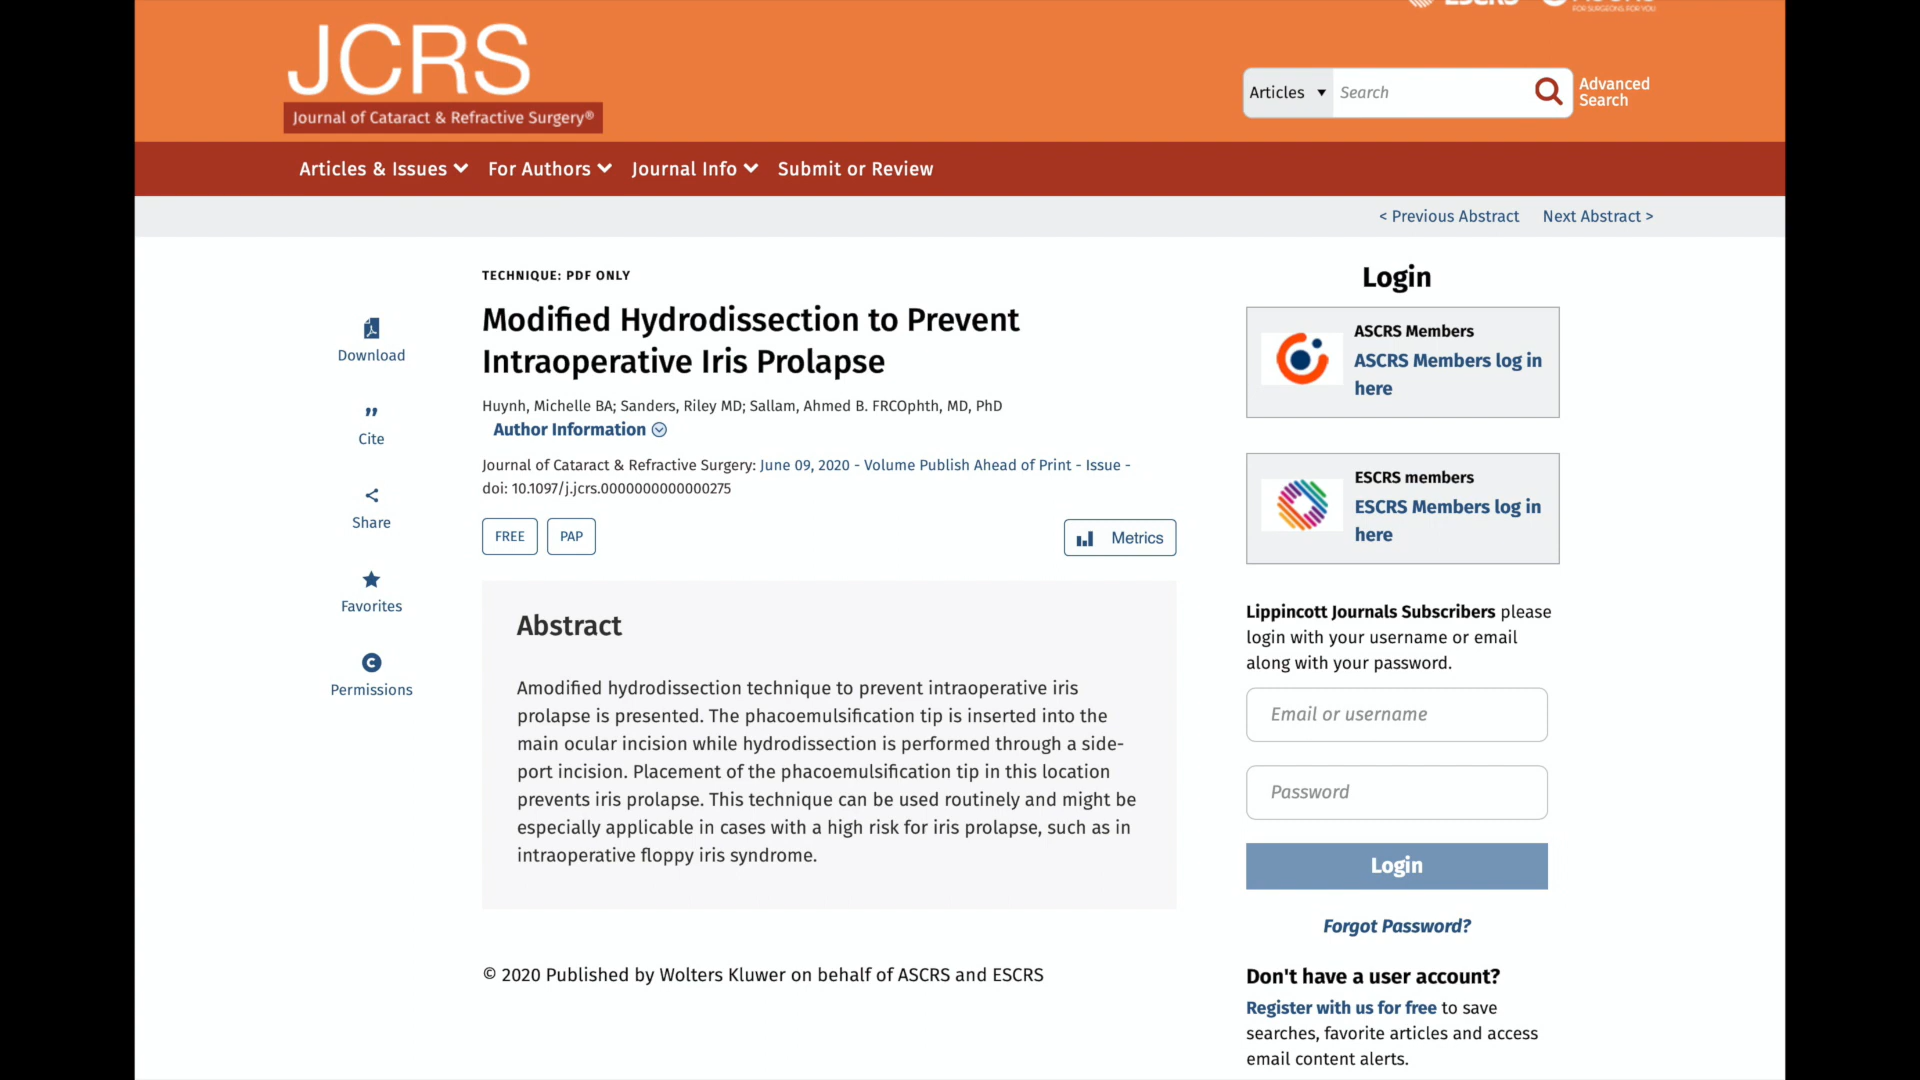 ESCRS
FOR SURGEONS FOR YOU
JCRS
Journal of Cataract & Refractive Surgery®
Articles ▼ Search
Advanced
Search
Articles & Issues For Authors Journal Info Submit or Review
< Previous Abstract Next Abstract >
TECHNIQUE: PDF ONLY
Modified Hydrodissection to Prevent
Intraoperative Iris Prolapse
Huynh, Michelle BA; Sanders, Riley MD; Sallam, Ahmed B. FRCOphth, MD, PhD
Author Information
Journal of Cataract & Refractive Surgery: June 09, 2020 - Volume Publish Ahead of Print - Issue -
doi: 10.1097/j.jcrs.0000000000000275
FREE PAP Metrics
Download
Cite
Share
Favorites
Permissions
Abstract
Amodified hydrodissection technique to prevent intraoperative iris
prolapse is presented. The phacoemulsification tip is inserted into the
main ocular incision while hydrodissection is performed through a side-
port incision. Placement of the phacoemulsification tip in this location
prevents iris prolapse. This technique can be used routinely and might be
especially applicable in cases with a high risk for iris prolapse, such as in
intraoperative floppy iris syndrome.
© 2020 Published by Wolters Kluwer on behalf of ASCRS and ESCRS
Login
ASCRS Members
ASCRS Members log in
here
ESCRS members
ESCRS Members log in
here
Lippincott Journals Subscribers please
login with your username or email
along with your password.
Email or username
Password
Login
Forgot Password?
Don't have a user account?
Register with us for free to save
searches, favorite articles and access
email content alerts.